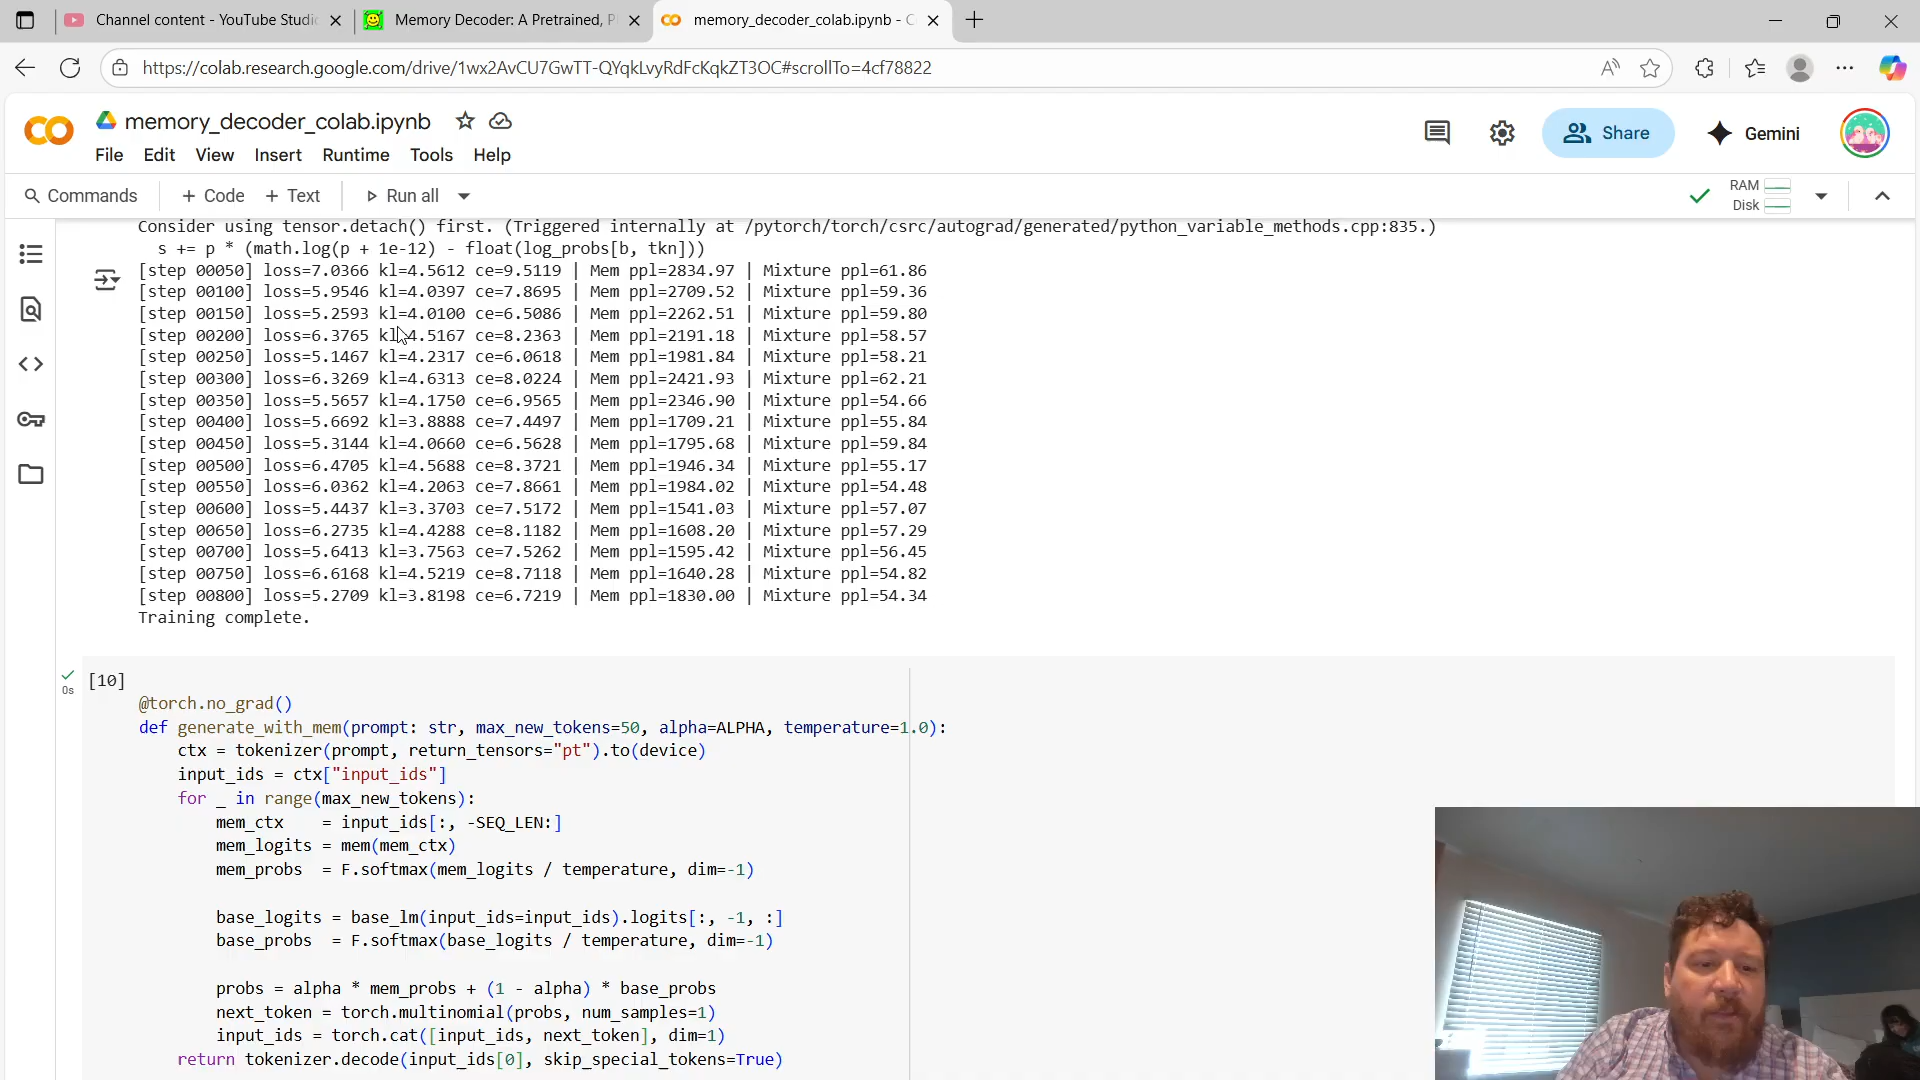 Channel content - YouTube Studi
Memory Decoder: A Pretrained, P
memory_decoder_colab.ipynb - C
https://colab.research.google.com/drive/1wx2AvCU7GwTT-QYqkLvyRdFcKqkZT3OC#scrollTo=4cf78822
memory_decoder_colab.ipynb
File Edit View Insert Runtime Tools Help
Share
Gemini
Commands + Code + Text Run all
RAM
Disk
Consider using tensor.detach() first. (Triggered internally at /pytorch/torch/csrc/autograd/generated/python_variable_methods.cpp:835.)
s += p * (math.log(p + 1e-12) - float(log_probs[b, tkn]))
[step 00050] loss=7.0366 kl=4.5612 ce=9.5119 | Mem ppl=2834.97 | Mixture ppl=61.86
[step 00100] loss=5.9546 kl=4.0397 ce=7.8695 | Mem ppl=2709.52 | Mixture ppl=59.36
[step 00150] loss=5.2593 kl=4.0100 ce=6.5086 | Mem ppl=2262.51 | Mixture ppl=59.80
[step 00200] loss=6.3765 kl=4.5167 ce=8.2363 | Mem ppl=2191.18 | Mixture ppl=58.57
[step 00250] loss=5.1467 kl=4.2317 ce=6.0618 | Mem ppl=1981.84 | Mixture ppl=58.21
[step 00300] loss=6.3269 kl=4.6313 ce=8.0224 | Mem ppl=2421.93 | Mixture ppl=62.21
[step 00350] loss=5.5657 kl=4.1750 ce=6.9565 | Mem ppl=2346.90 | Mixture ppl=54.66
[step 00400] loss=5.6692 kl=3.8888 ce=7.4497 | Mem ppl=1709.21 | Mixture ppl=55.84
[step 00450] loss=5.3144 kl=4.0660 ce=6.5628 | Mem ppl=1795.68 | Mixture ppl=59.84
[step 00500] loss=6.4705 kl=4.5688 ce=8.3721 | Mem ppl=1946.34 | Mixture ppl=55.17
[step 00550] loss=6.0362 kl=4.2063 ce=7.8661 | Mem ppl=1984.02 | Mixture ppl=54.48
[step 00600] loss=5.4437 kl=3.3703 ce=7.5172 | Mem ppl=1541.03 | Mixture ppl=57.07
[step 00650] loss=6.2735 kl=4.4288 ce=8.1182 | Mem ppl=1608.20 | Mixture ppl=57.29
[step 00700] loss=5.6413 kl=3.7563 ce=7.5262 | Mem ppl=1595.42 | Mixture ppl=56.45
[step 00750] loss=6.6168 kl=4.5219 ce=8.7118 | Mem ppl=1640.28 | Mixture ppl=54.82
[step 00800] loss=5.2709 kl=3.8198 ce=6.7219 | Mem ppl=1830.00 | Mixture ppl=54.34
Training complete.
[10]
0s
@torch.no_grad()
def generate_with_mem(prompt: str, max_new_tokens=50, alpha=ALPHA, temperature=1.0):
ctx = tokenizer(prompt, return_tensors="pt").to(device)
input_ids = ctx["input_ids"]
for _ in range(max_new_tokens):
mem_ctx = input_ids[:, -SEQ_LEN:]
mem_logits = mem(mem_ctx)
mem_probs = F.softmax(mem_logits / temperature, dim=-1)
base_logits = base_lm(input_ids=input_ids).logits[:, -1, :]
base_probs = F.softmax(base_logits / temperature, dim=-1)
probs = alpha * mem_probs + (1 - alpha) * base_probs
next_token = torch.multinomial(probs, num_samples=1)
input_ids = torch.cat([input_ids, next_token], dim=1)
return tokenizer.decode(input_ids[0], skip_special_tokens=True)